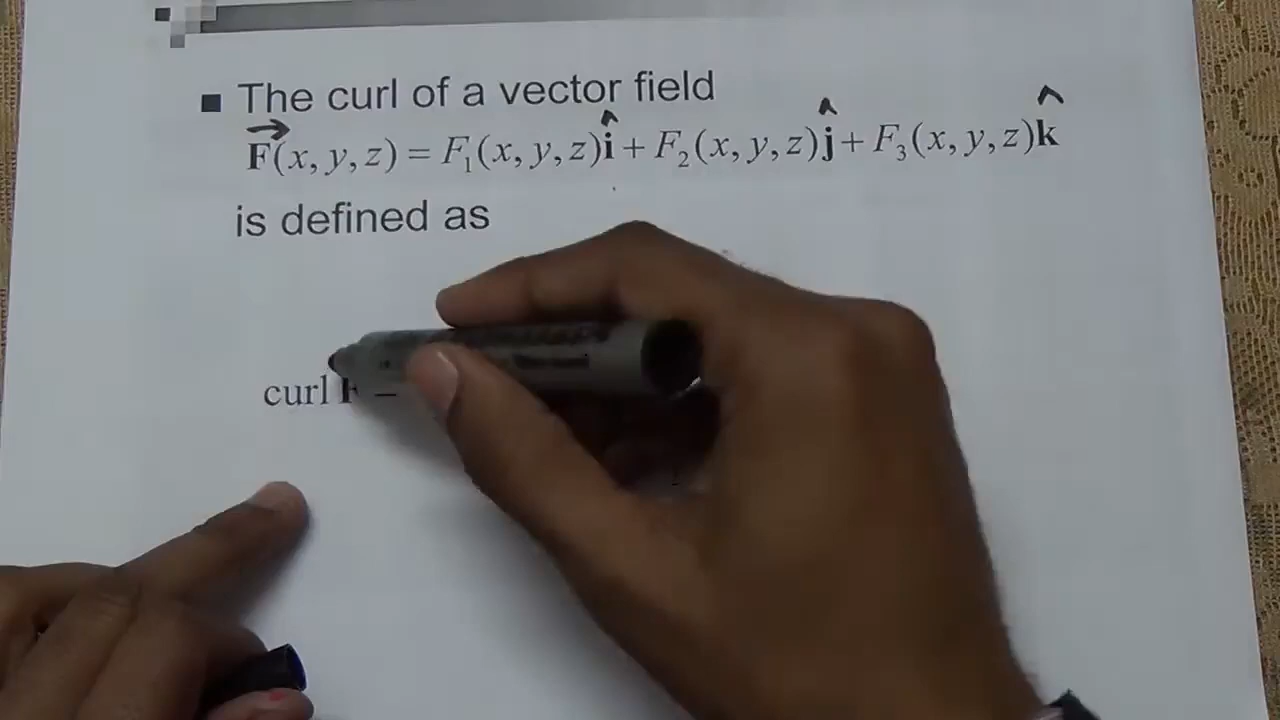 The curl of a vector field
F(x, y, z) = F₁(x, y, z)i + F₂(x, y, z)j + F₃(x, y, z)k
is defined as
curl F =